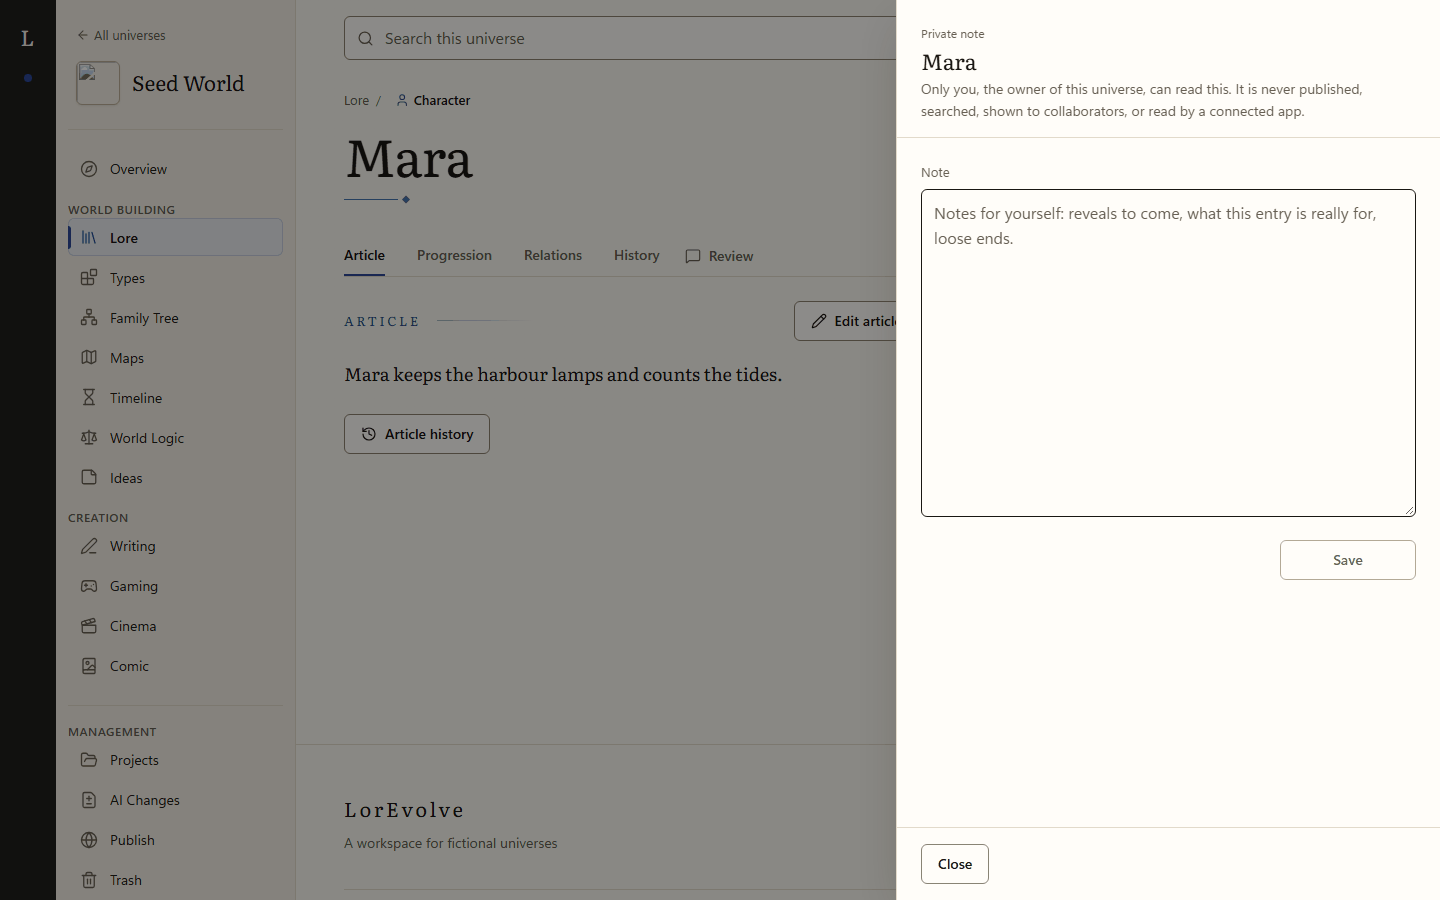 L
All universes
Seed World
Overview
WORLD BUILDING
Lore
Types
Family Tree
Maps
Timeline
World Logic
Ideas
CREATION
Writing
Gaming
Cinema
Comic
MANAGEMENT
Projects
AI Changes
Publish
Trash
Search this universe
Lore / Character
Mara
Article Progression Relations History Review
ARTICLE
Edit article
Mara keeps the harbour lamps and counts the tides.
Article history
LorEvolve
A workspace for fictional universes
Private note
Mara
Only you, the owner of this universe, can read this. It is never published,
searched, shown to collaborators, or read by a connected app.
Note
Notes for yourself: reveals to come, what this entry is really for,
loose ends.
Save
Close